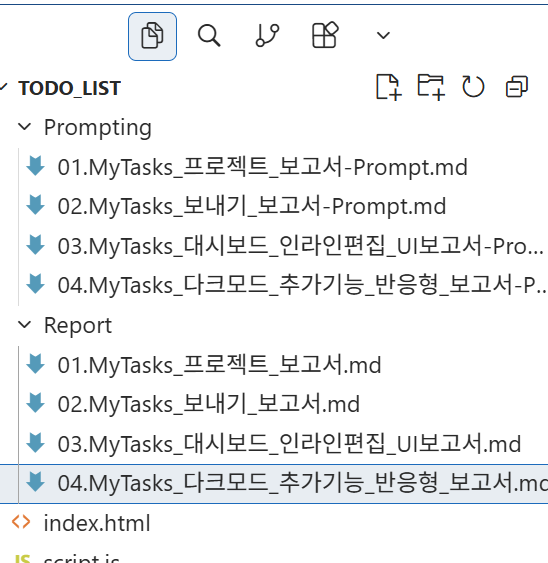 TODO_LIST
Prompting
01.MyTasks_프로젝트_보고서-Prompt.md
02.MyTasks_보내기_보고서-Prompt.md
03.MyTasks_대시보드_인라인편집_UI보고서-Pro...
04.MyTasks_다크모드_추가기능_반응형_보고서-P...
Report
01.MyTasks_프로젝트_보고서.md
02.MyTasks_보내기_보고서.md
03.MyTasks_대시보드_인라인편집_UI보고서.md
04.MyTasks_다크모드_추가기능_반응형_보고서.md
index.html
JS script.js